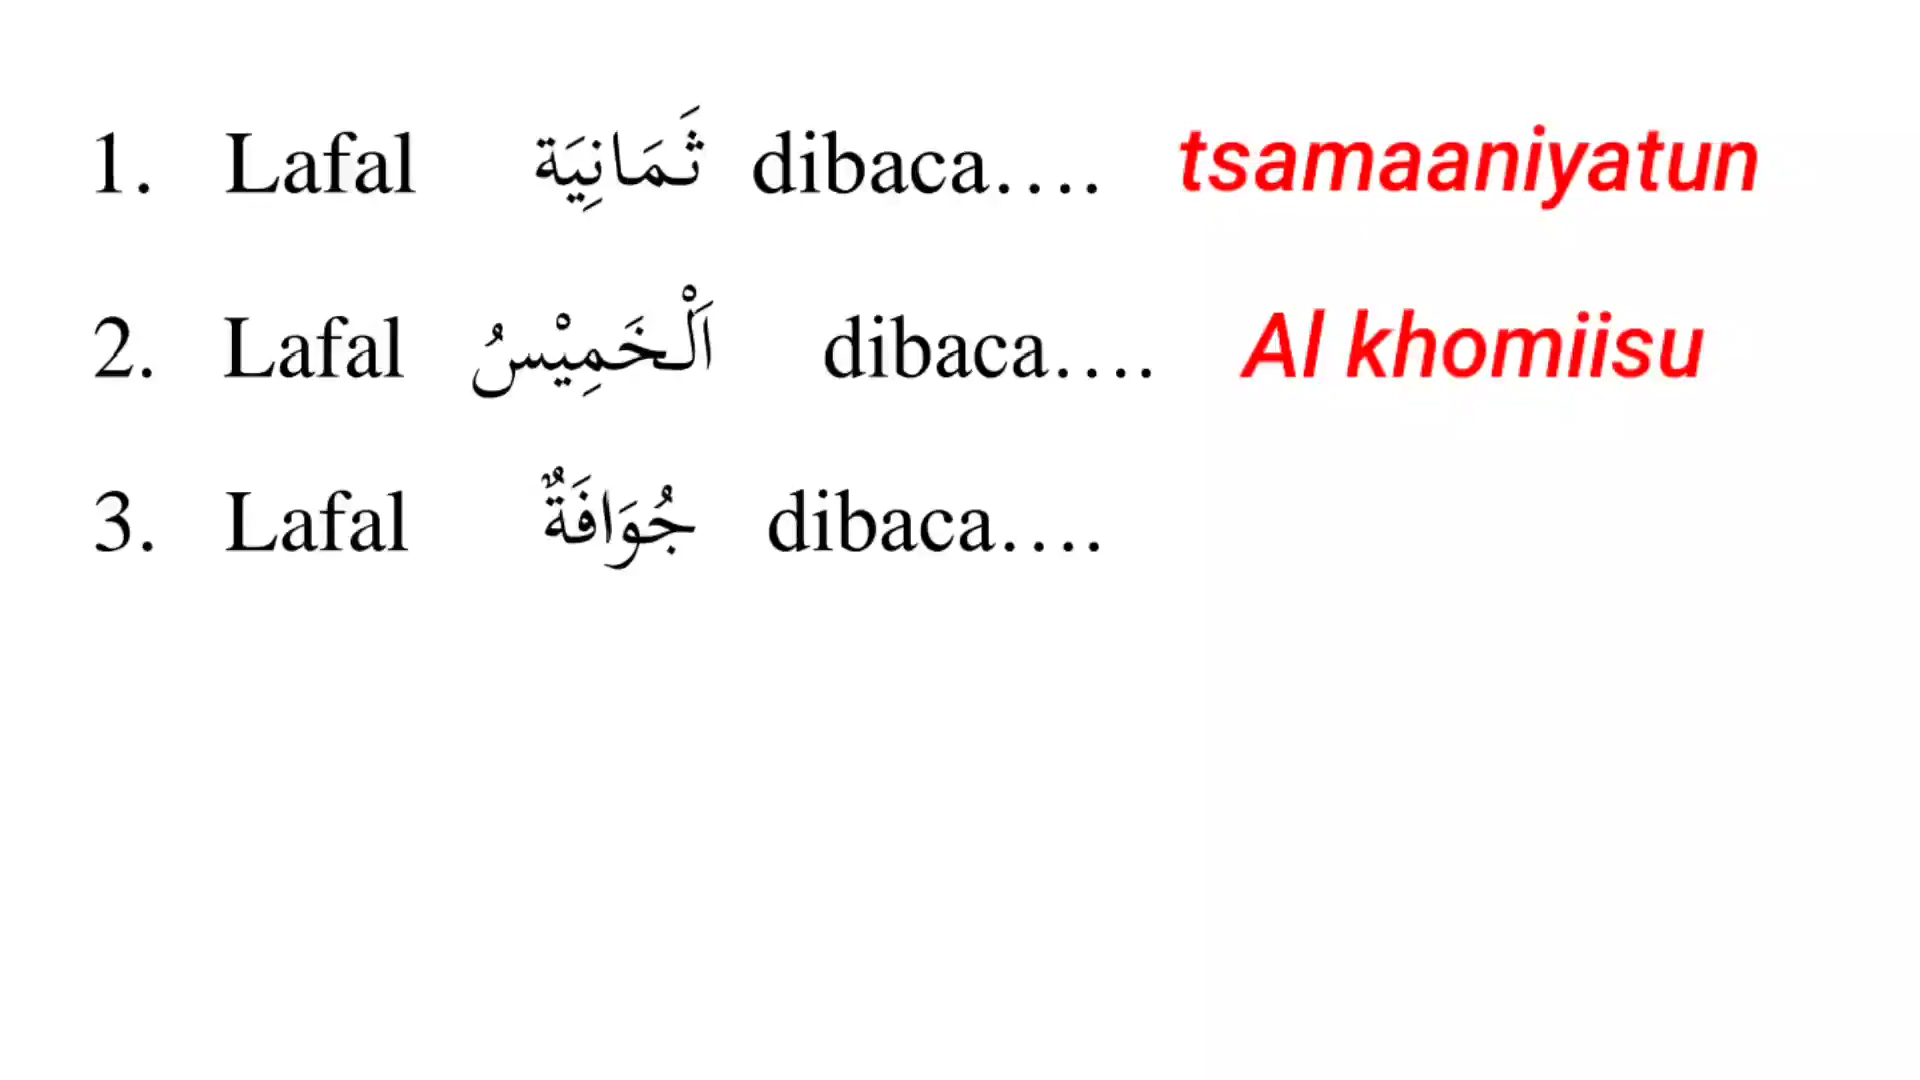 1. Lafal ثَمَانِيَة dibaca.... tsamaaniyatun
2. Lafal اَلْخَمِيْسُ dibaca.... Al khomiisu
3. Lafal جُوَافَةٌ dibaca....